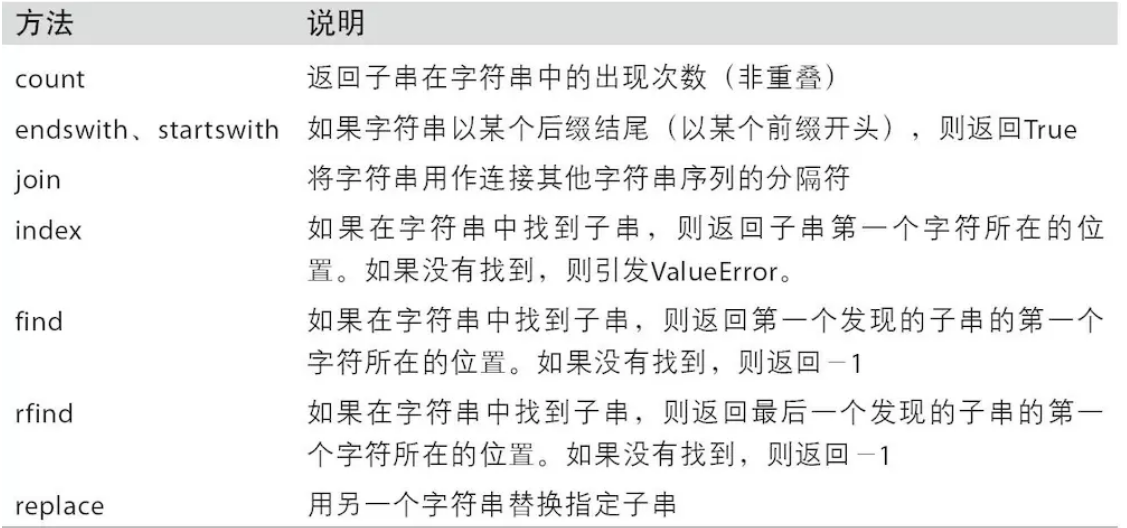 方法 说明
count 返回子串在字符串中的出现次数（非重叠）
endswith、startswith 如果字符串以某个后缀结尾（以某个前缀开头），则返回True
join 将字符串用作连接其他字符串序列的分隔符
index 如果在字符串中找到子串，则返回子串第一个字符所在的位
置。如果没有找到，则引发ValueError。
find 如果在字符串中找到子串，则返回第一个发现的子串的第一个
字符所在的位置。如果没有找到，则返回－1
rfind 如果在字符串中找到子串，则返回最后一个发现的子串的第一
个字符所在的位置。如果没有找到，则返回－1
replace 用另一个字符串替换指定子串